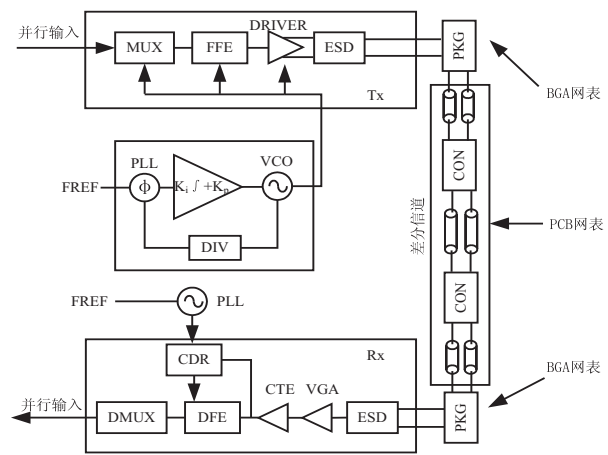 并行输入
MUX
FFE
DRIVER
ESD
Tx
PKG
BGA网表
PLL
FREF
ϕ
Ki ∫ +Kp
VCO
DIV
CON
差分信道
PCB网表
CON
FREF
PLL
Rx
CDR
BGA网表
并行输入
DMUX
DFE
CTE
VGA
ESD
PKG